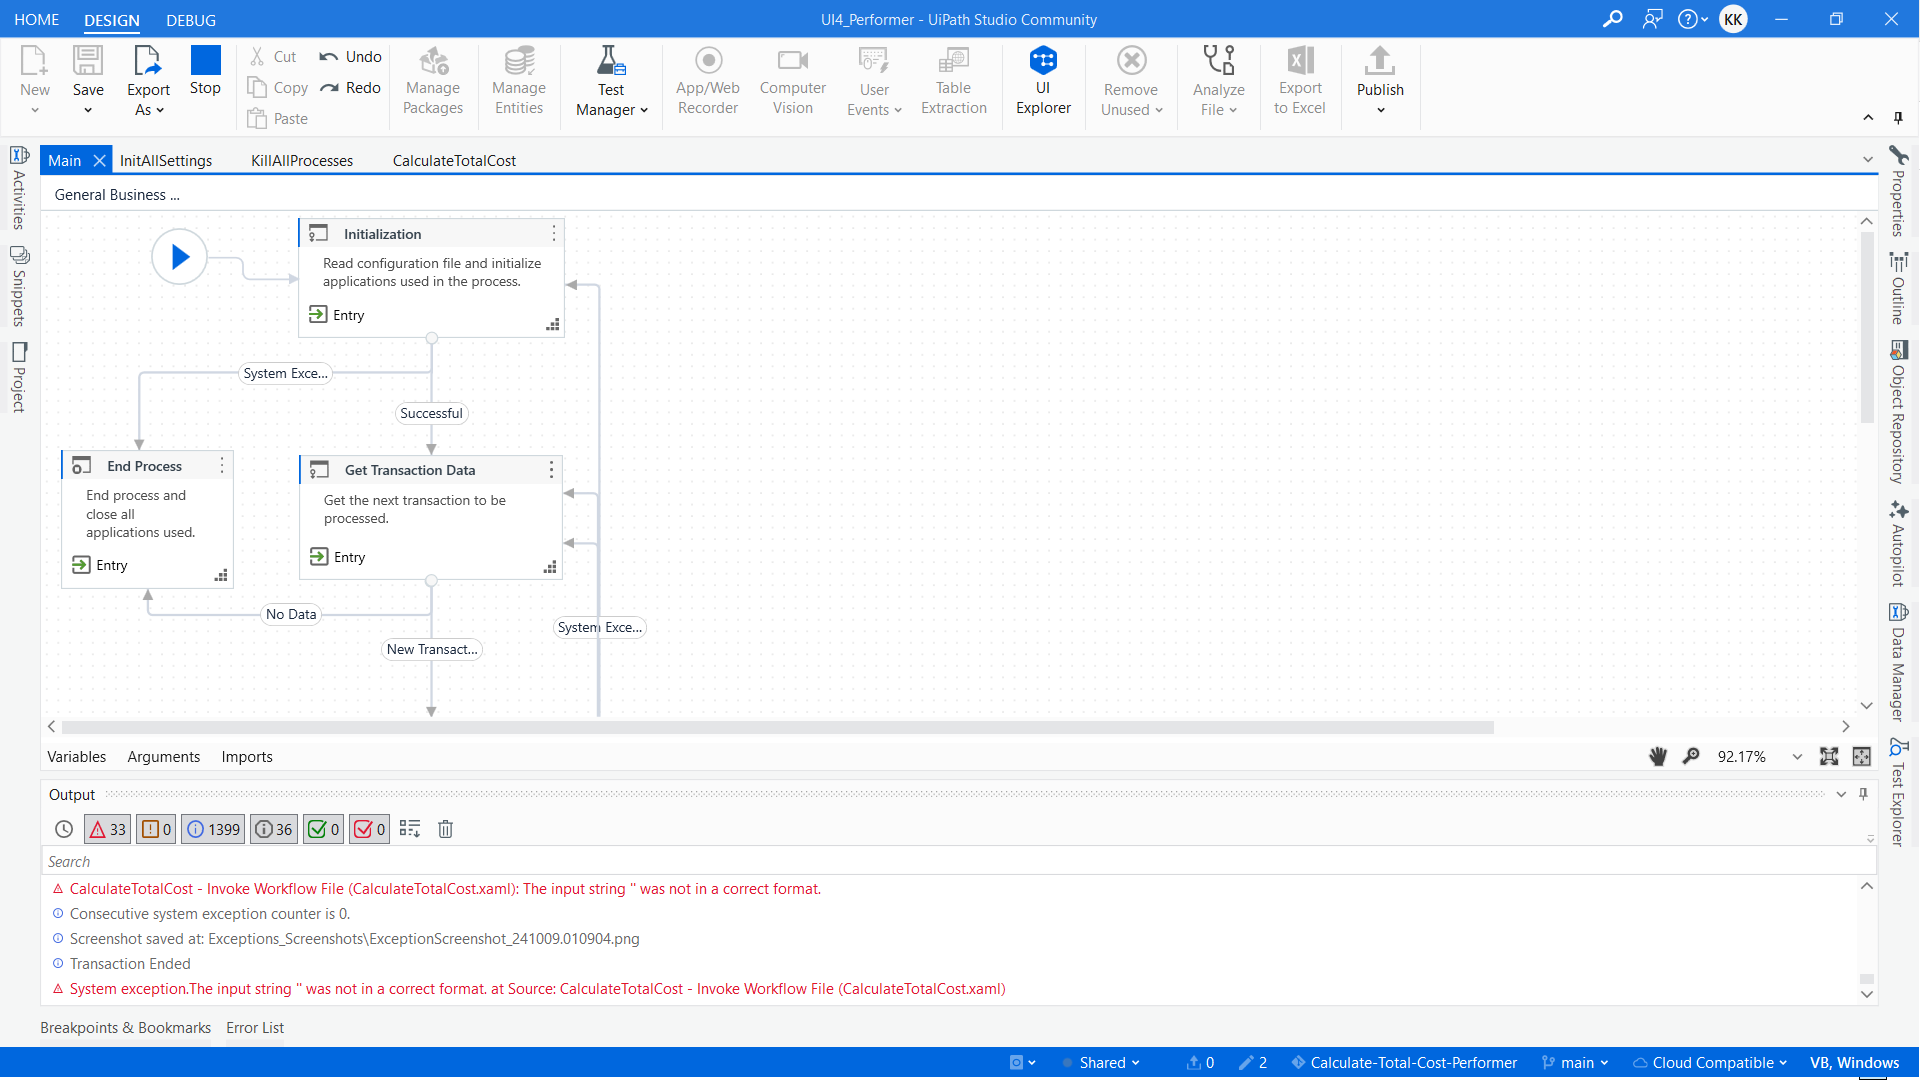 HOME DESIGN DEBUG UI4_Performer - UiPath Studio Community KK
New Save Export As Stop Cut Copy Paste Undo Redo
Manage Packages
Manage Entities
Test Manager
App/Web Recorder
Computer Vision
User Events
Table Extraction
UI Explorer
Remove Unused
Analyze File
Export to Excel
Publish
Main InitAllSettings KillAllProcesses CalculateTotalCost
General Business ...
Activities
Snippets
Project
Initialization
Read configuration file and initialize
applications used in the process.
Entry
System Exce...
Successful
End Process
End process and
close all
applications used.
Entry
Get Transaction Data
Get the next transaction to be
processed.
Entry
No Data
System Exce...
New Transact...
Properties
Outline
Object Repository
Autopilot
Data Manager
Test Explorer
Variables Arguments Imports 92.17%
Output
33 0 1399 36 0 0
Search
CalculateTotalCost - Invoke Workflow File (CalculateTotalCost.xaml): The input string '' was not in a correct format.
Consecutive system exception counter is 0.
Screenshot saved at: Exceptions_Screenshots\ExceptionScreenshot_241009.010904.png
Transaction Ended
System exception.The input string '' was not in a correct format. at Source: CalculateTotalCost - Invoke Workflow File (CalculateTotalCost.xaml)
Breakpoints & Bookmarks Error List
Shared 0 2 Calculate-Total-Cost-Performer main Cloud Compatible VB, Windows